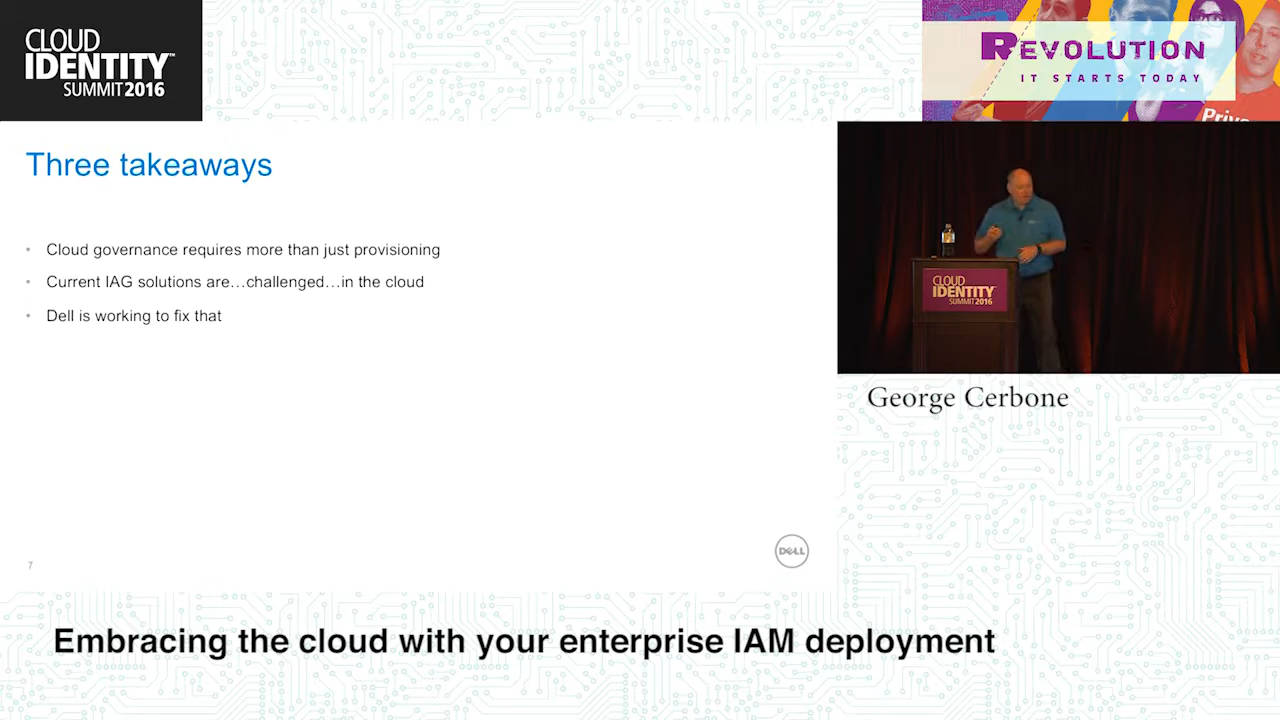 CLOUD
IDENTITY™
SUMMIT 2016
REVOLUTION
IT STARTS TODAY
Three takeaways
• Cloud governance requires more than just provisioning
• Current IAG solutions are…challenged…in the cloud
• Dell is working to fix that
CLOUD
IDENTITY
SUMMIT 2016
George Cerbone
DELL
7
Embracing the cloud with your enterprise IAM deployment